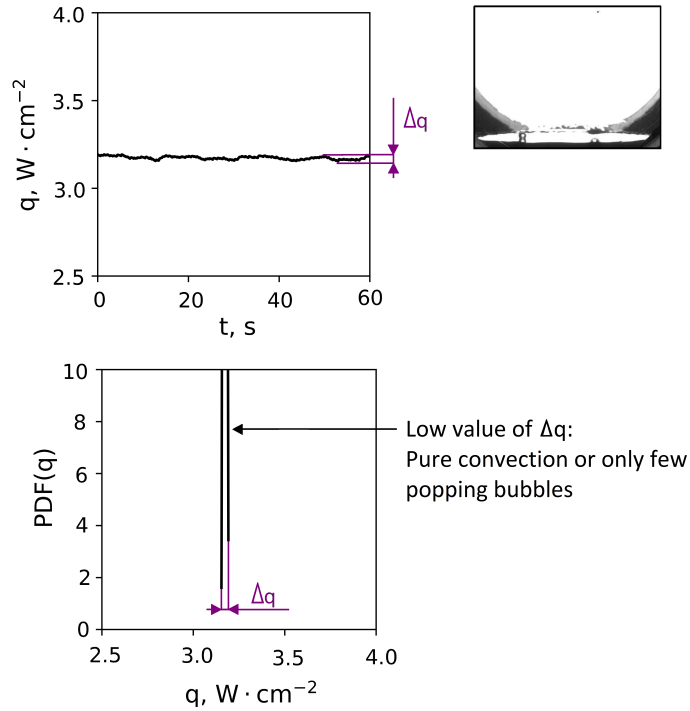 4.0
3.5
3.0
2.5
q, W · cm⁻²
Δq
0 20 40 60
t, s
10
8
6
4
2
0
PDF(q)
Low value of Δq:
Pure convection or only few
popping bubbles
Δq
2.5 3.0 3.5 4.0
q, W · cm⁻²